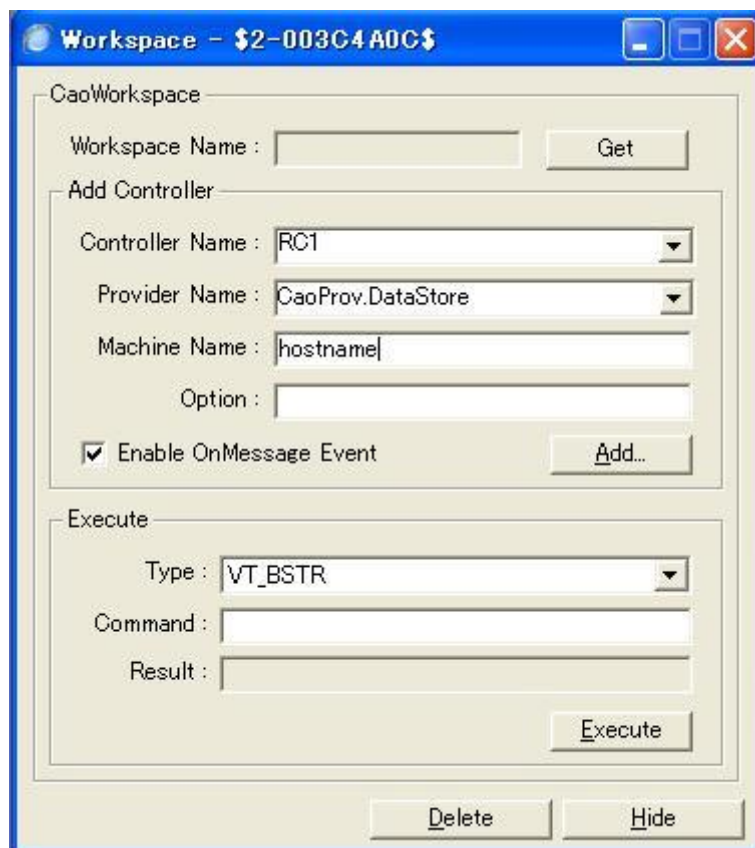 Workspace - $2-003C4A0C$
CaoWorkspace
Workspace Name : Get
Add Controller
Controller Name : RC1
Provider Name : CaoProv.DataStore
Machine Name : hostname
Option :
Enable OnMessage Event Add...
Execute
Type : VT_BSTR
Command :
Result :
Execute
Delete Hide